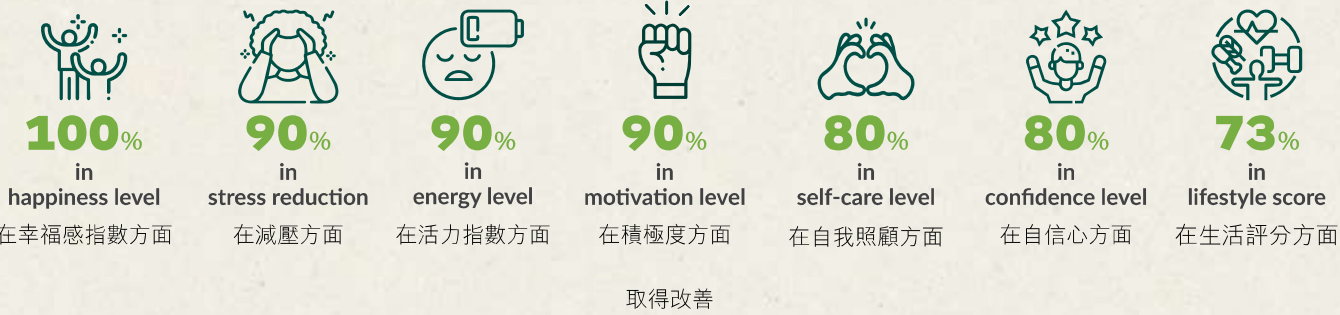 100%
in
happiness level
在幸福感指數方面
90%
in
stress reduction
在減壓方面
90%
in
energy level
在活力指數方面
90%
in
motivation level
在積極度方面
80%
in
self-care level
在自我照顧方面
80%
in
confidence level
在自信心方面
73%
in
lifestyle score
在生活評分方面
取得改善